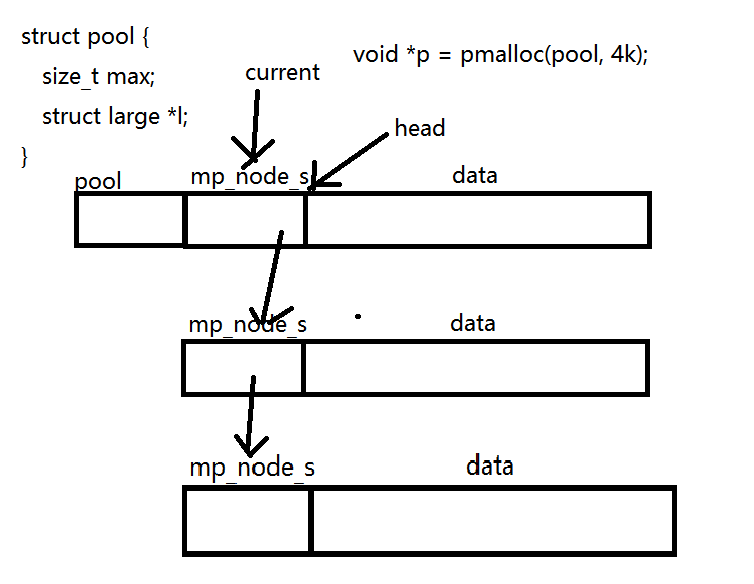 struct pool {
size_t max;
struct large *l;
}
void *p = pmalloc(pool, 4k);
current
head
pool
mp_node_s
data
mp_node_s
data
mp_node_s
data